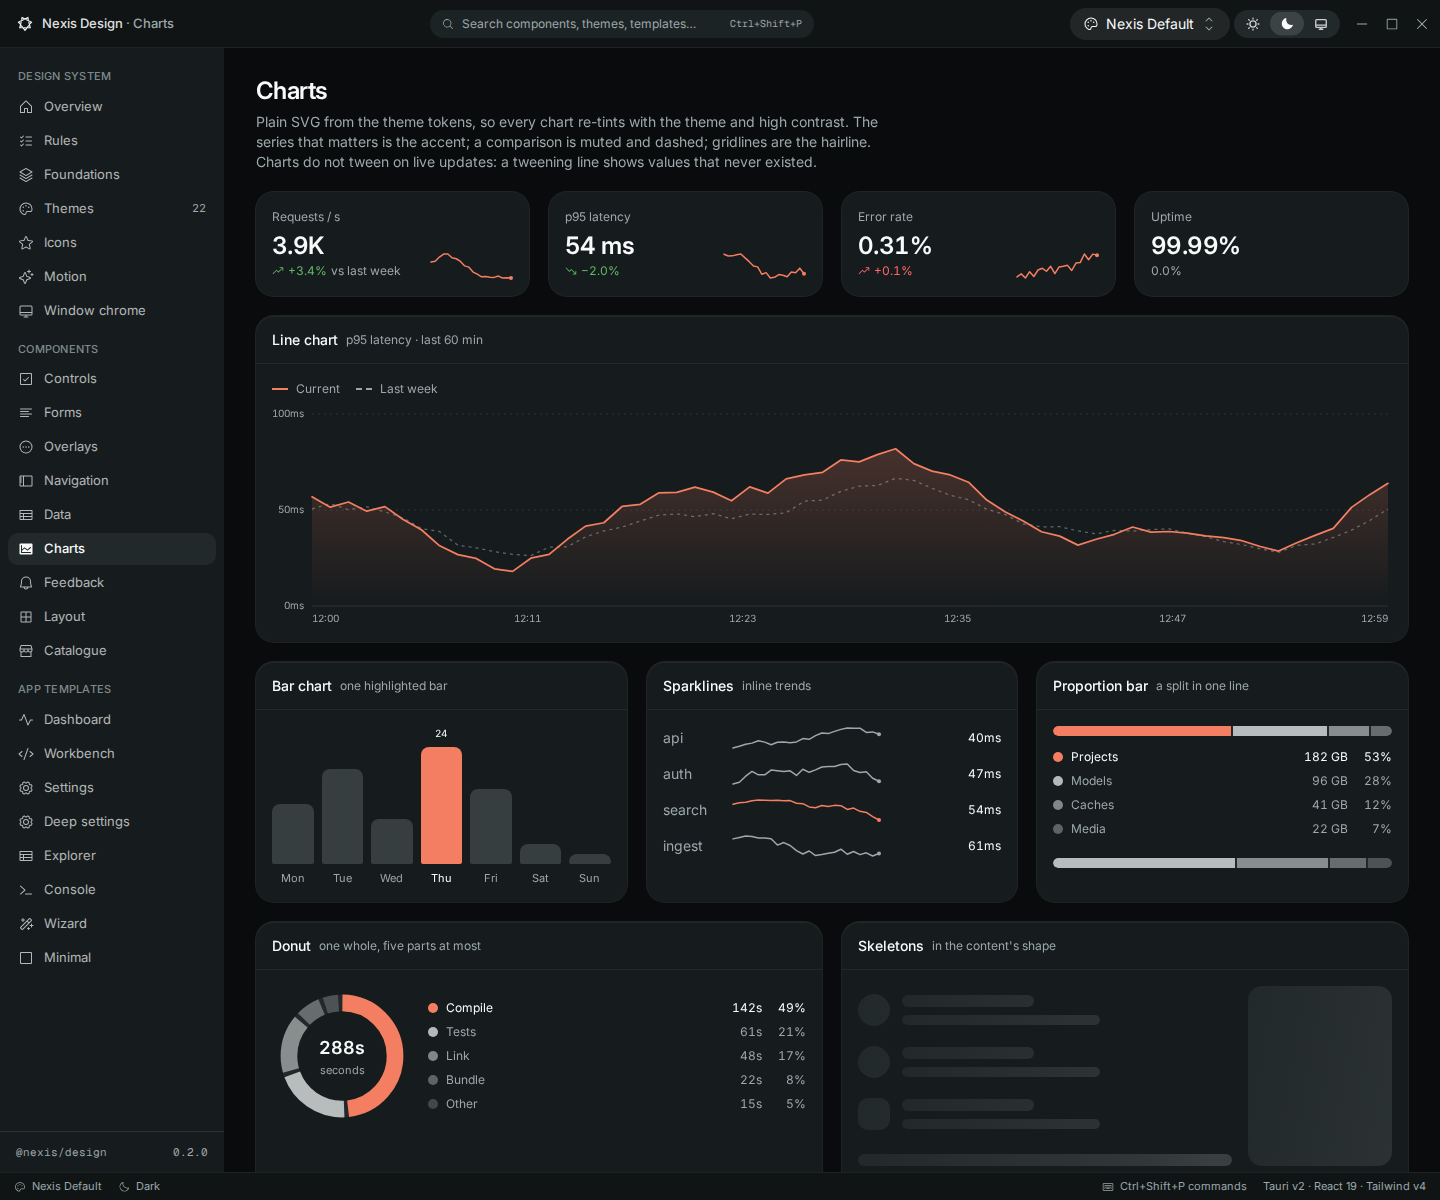 Nexis Design · Charts
Search components, themes, templates... Ctrl+Shift+P
Nexis Default
DESIGN SYSTEM
Overview
Rules
Foundations
Themes 22
Icons
Motion
Window chrome
COMPONENTS
Controls
Forms
Overlays
Navigation
Data
Charts
Feedback
Layout
Catalogue
APP TEMPLATES
Dashboard
Workbench
Settings
Deep settings
Explorer
Console
Wizard
Minimal
@nexis/design 0.2.0
Charts
Plain SVG from the theme tokens, so every chart re-tints with the theme and high contrast. The
series that matters is the accent; a comparison is muted and dashed; gridlines are the hairline.
Charts do not tween on live updates: a tweening line shows values that never existed.
Requests / s
3.9K
+3.4% vs last week
p95 latency
54 ms
−2.0%
Error rate
0.31%
+0.1%
Uptime
99.99%
0.0%
Line chart p95 latency · last 60 min
Current Last week
100ms
50ms
0ms
12:00 12:11 12:23 12:35 12:47 12:59
Bar chart one highlighted bar
24
Mon Tue Wed Thu Fri Sat Sun
Sparklines inline trends
api 40ms
auth 47ms
search 54ms
ingest 61ms
Proportion bar a split in one line
Projects 182 GB 53%
Models 96 GB 28%
Caches 41 GB 12%
Media 22 GB 7%
Donut one whole, five parts at most
288s
seconds
Compile 142s 49%
Tests 61s 21%
Link 48s 17%
Bundle 22s 8%
Other 15s 5%
Skeletons in the content's shape
Nexis Default Dark
Ctrl+Shift+P commands Tauri v2 · React 19 · Tailwind v4